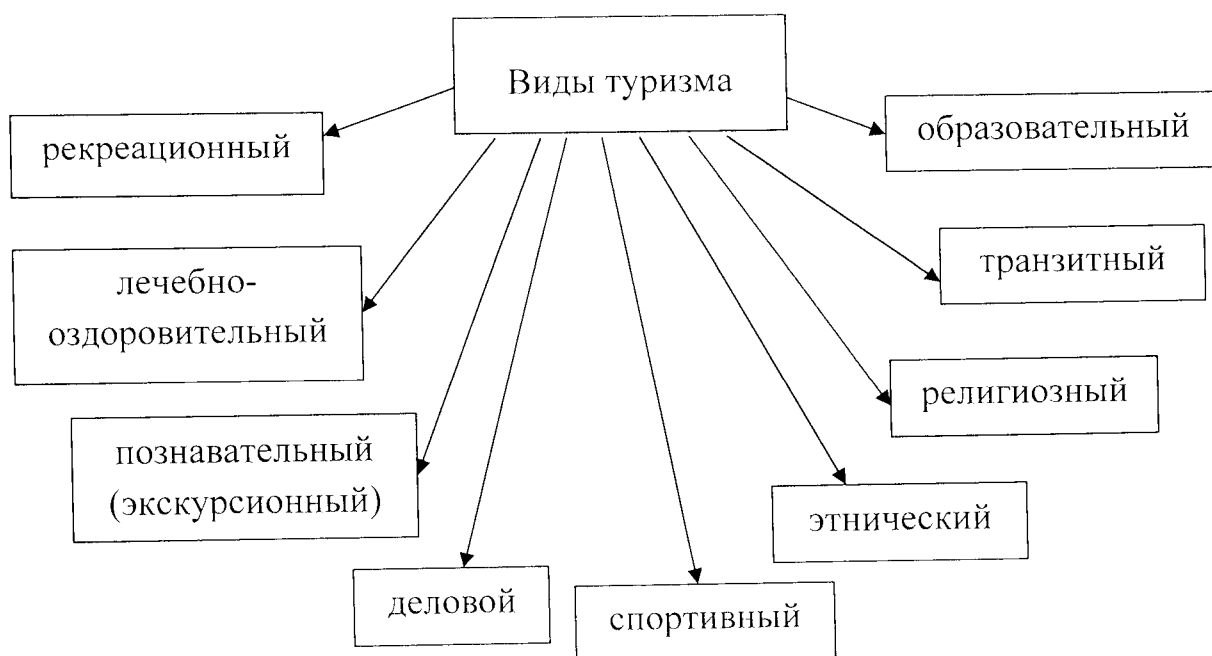 Виды туризма
рекреационный
образовательный
лечебно-
оздоровительный
транзитный
познавательный
(экскурсионный)
религиозный
этнический
деловой
спортивный